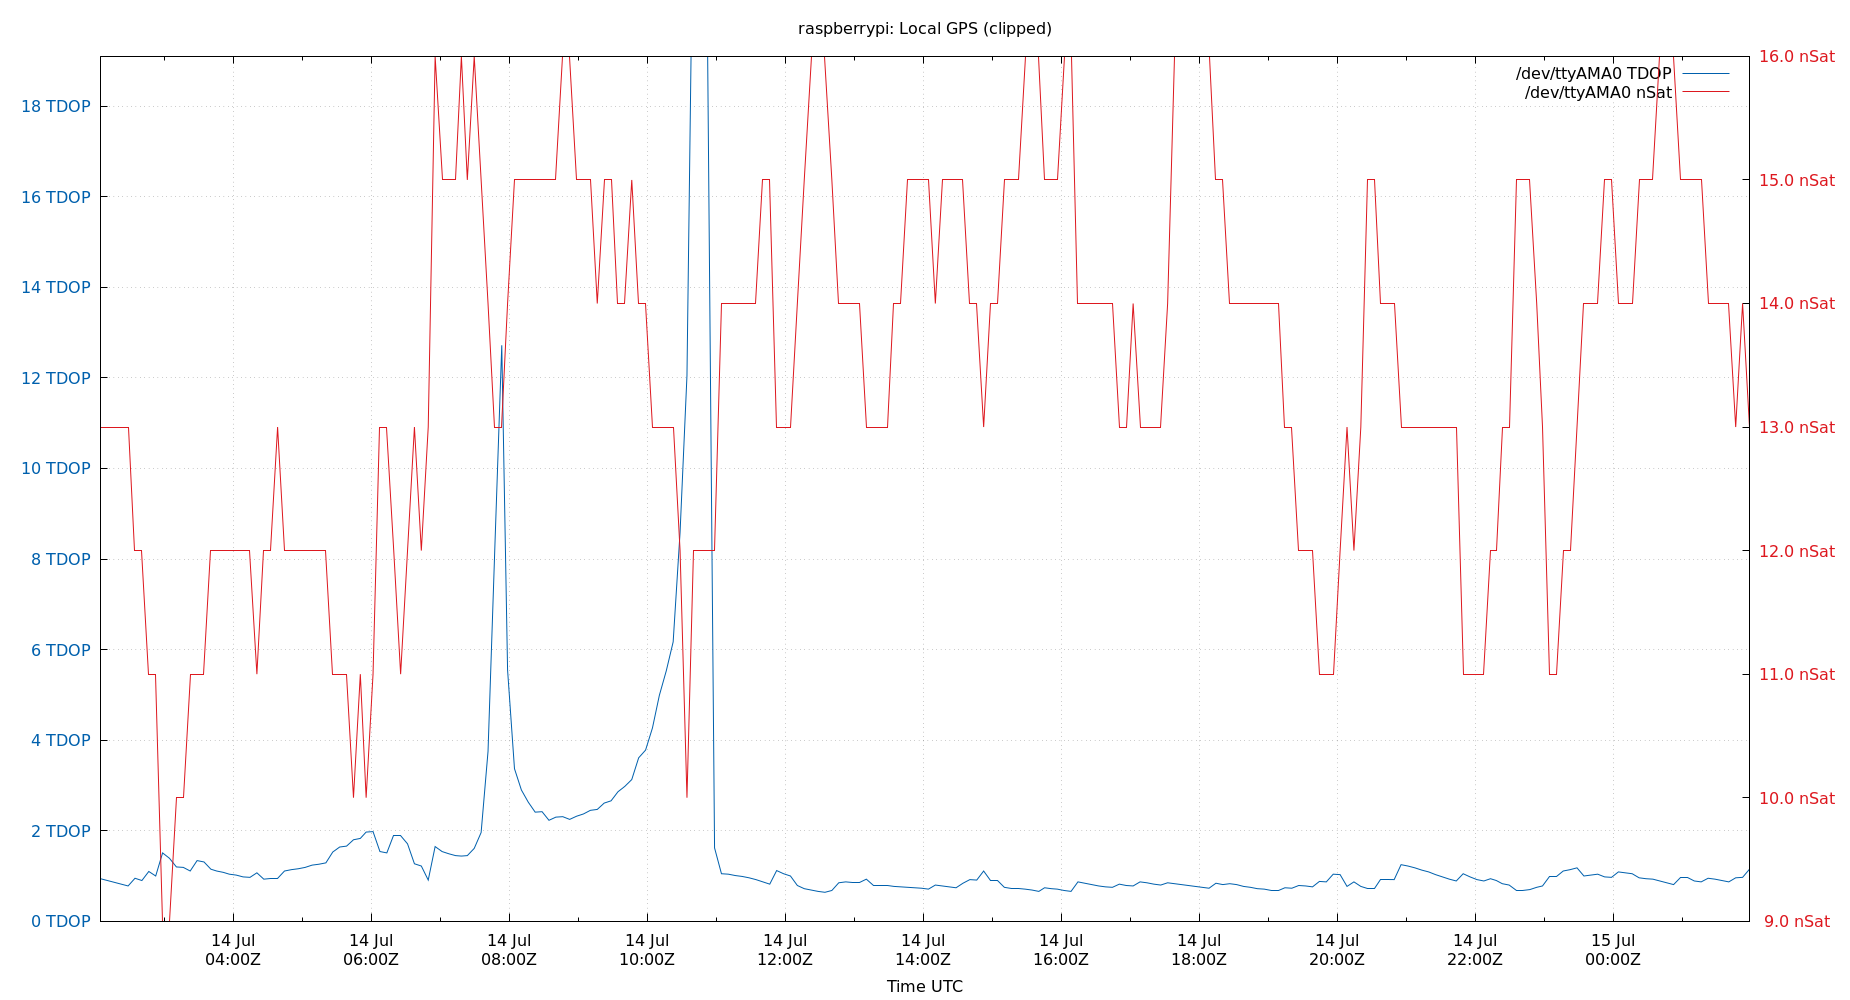 raspberrypi: Local GPS (clipped)
/dev/ttyAMA0 TDOP
/dev/ttyAMA0 nSat
18 TDOP
16 TDOP
14 TDOP
12 TDOP
10 TDOP
8 TDOP
6 TDOP
4 TDOP
2 TDOP
0 TDOP
16.0 nSat
15.0 nSat
14.0 nSat
13.0 nSat
12.0 nSat
11.0 nSat
10.0 nSat
9.0 nSat
14 Jul
04:00Z
14 Jul
06:00Z
14 Jul
08:00Z
14 Jul
10:00Z
14 Jul
12:00Z
14 Jul
14:00Z
14 Jul
16:00Z
14 Jul
18:00Z
14 Jul
20:00Z
14 Jul
22:00Z
15 Jul
00:00Z
Time UTC